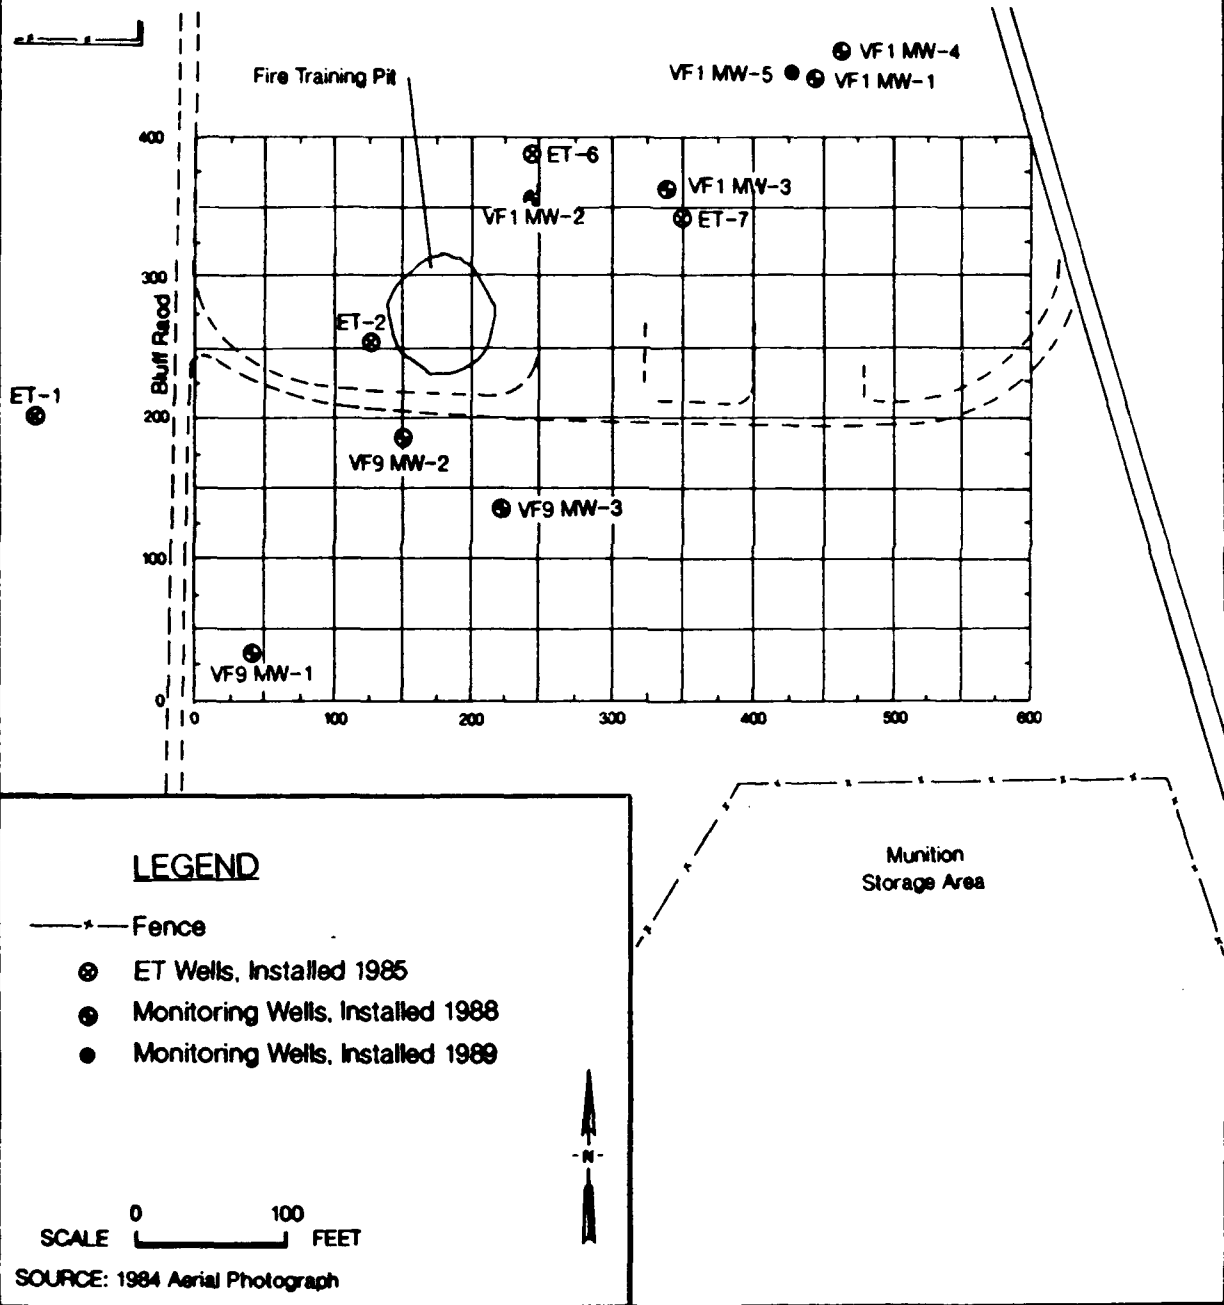 VF1 MW-4
VF1 MW-5
VF1 MW-1
Fire Training Pit
400
ET-6
VF1 MW-3
VF1 MW-2
ET-7
300
Bluff Raod
ET-2
ET-1
200
VF9 MW-2
VF9 MW-3
100
VF9 MW-1
0
0 100 200 300 400 500 600
Munition
Storage Area
LEGEND
Fence
ET Wells, Installed 1985
Monitoring Wells, Installed 1988
Monitoring Wells, Installed 1989
-N-
0 100
SCALE FEET
SOURCE: 1984 Aerial Photograph